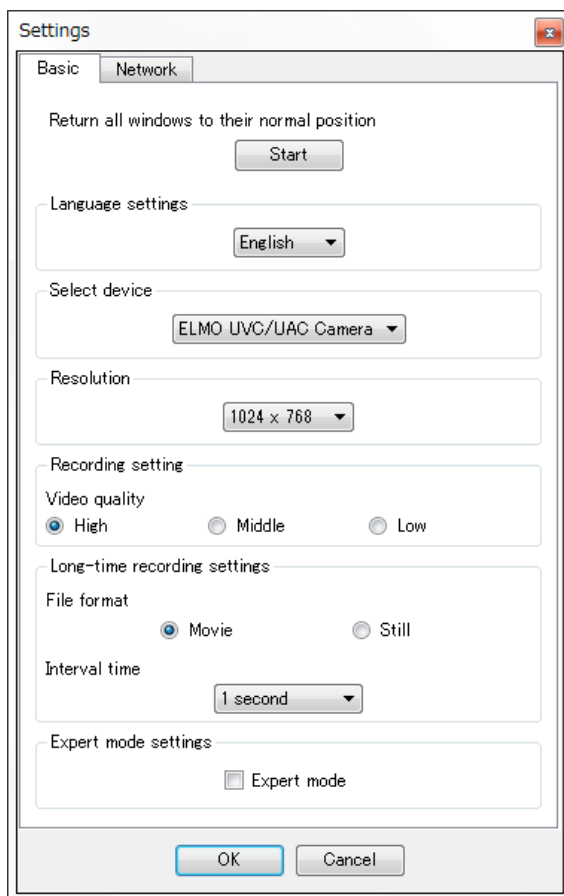 Settings
Basic Network
Return all windows to their normal position
Start
Language settings
English
Select device
ELMO UVC/UAC Camera
Resolution
1024 x 768
Recording setting
Video quality
High Middle Low
Long-time recording settings
File format
Movie Still
Interval time
1 second
Expert mode settings
Expert mode
OK Cancel